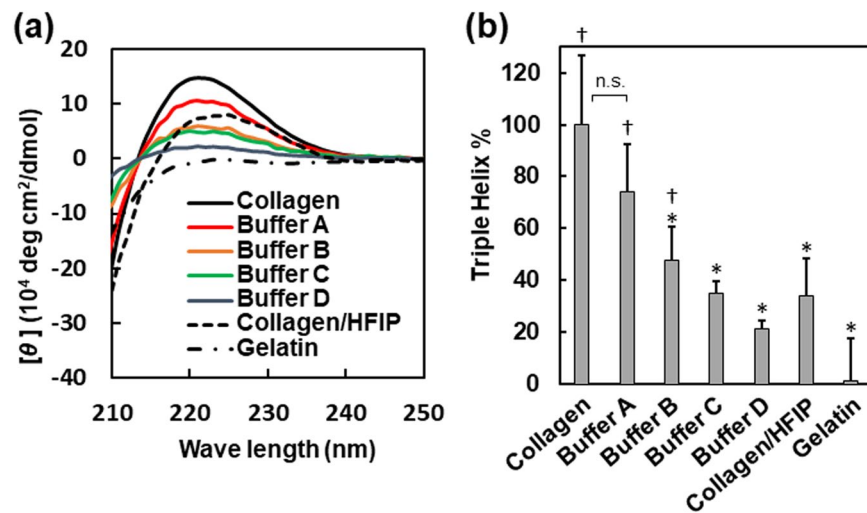 (a)
20
10
0
-10
-20
-30
-40
[θ] (10⁴ deg cm²/dmol)
Collagen
Buffer A
Buffer B
Buffer C
Buffer D
Collagen/HFIP
Gelatin
210 220 230 240 250
Wave length (nm)
(b)
120
100
80
60
40
20
0
Triple Helix %
†
n.s.
†
†
*
*
*
*
*
Collagen
Buffer A
Buffer B
Buffer C
Buffer D
Collagen/HFIP
Gelatin